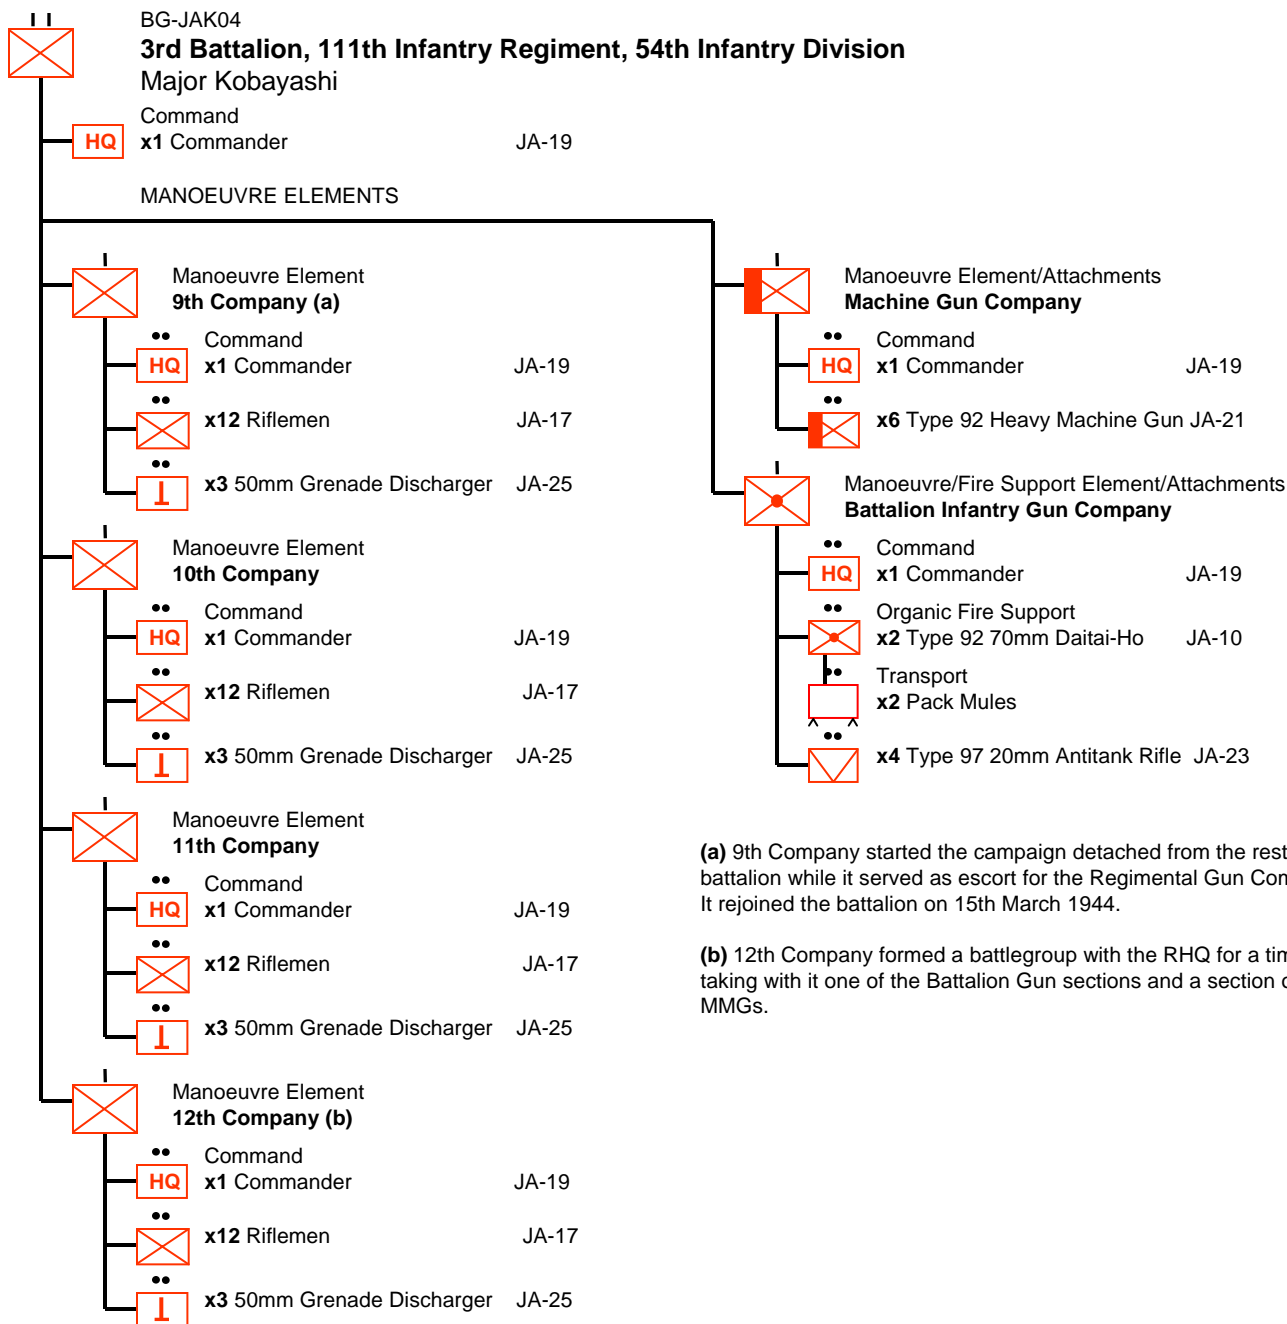 BG-JAK04
3rd Battalion, 111th Infantry Regiment, 54th Infantry Division
Major Kobayashi
Command
HQ x1 Commander JA-19
MANOEUVRE ELEMENTS
Manoeuvre Element
9th Company (a)
Command
HQ x1 Commander JA-19
x12 Riflemen JA-17
x3 50mm Grenade Discharger JA-25
Manoeuvre Element
10th Company
Command
HQ x1 Commander JA-19
x12 Riflemen JA-17
x3 50mm Grenade Discharger JA-25
Manoeuvre Element
11th Company
Command
HQ x1 Commander JA-19
x12 Riflemen JA-17
x3 50mm Grenade Discharger JA-25
Manoeuvre Element
12th Company (b)
Command
HQ x1 Commander JA-19
x12 Riflemen JA-17
x3 50mm Grenade Discharger JA-25
Manoeuvre Element/Attachments
Machine Gun Company
Command
HQ x1 Commander JA-19
x6 Type 92 Heavy Machine Gun JA-21
Manoeuvre/Fire Support Element/Attachments
Battalion Infantry Gun Company
Command
HQ x1 Commander JA-19
Organic Fire Support
x2 Type 92 70mm Daitai-Ho JA-10
Transport
x2 Pack Mules
x4 Type 97 20mm Antitank Rifle JA-23
(a) 9th Company started the campaign detached from the rest
battalion while it served as escort for the Regimental Gun
It rejoined the battalion on 15th March 1944.
(b) 12th Company formed a battlegroup with the RHQ for a
taking with it one of the Battalion Gun sections and a section
MMGs.